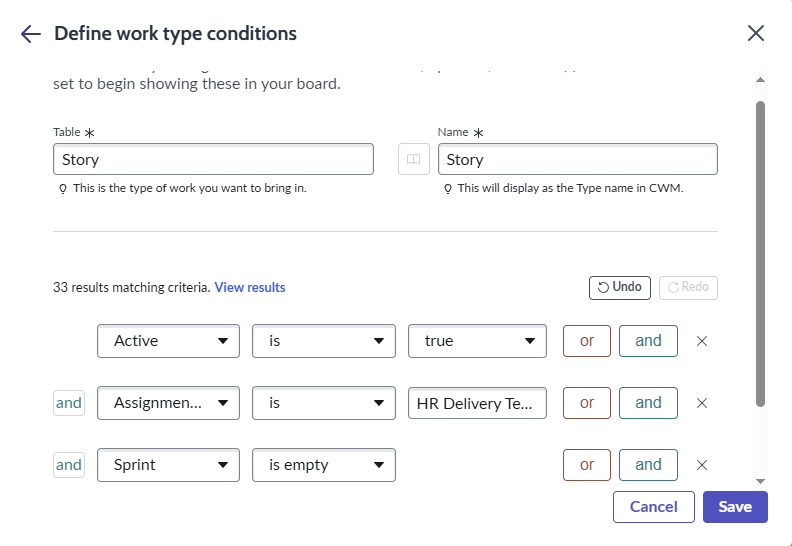 Define work type conditions
set to begin showing these in your board.
Table *
Name *
Story
Story
This is the type of work you want to bring in.
This will display as the Type name in CWM.
33 results matching criteria. View results
Undo
Redo
Active is true or and
and Assignmen... is HR Delivery Te... or and
and Sprint is empty or and
Cancel Save